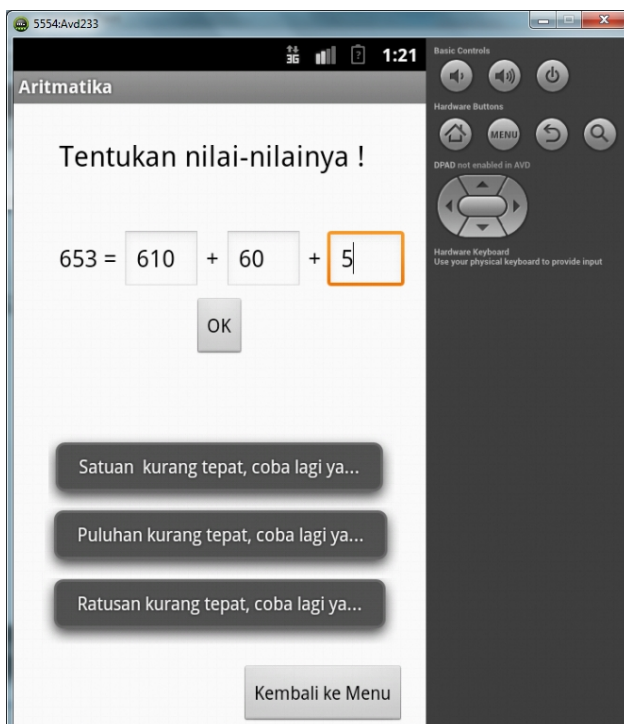 5554:Avd233
3G 1:21
Aritmatika
Tentukan nilai-nilainya !
653 = 610 + 60 + 5
OK
Satuan kurang tepat, coba lagi ya...
Puluhan kurang tepat, coba lagi ya...
Ratusan kurang tepat, coba lagi ya...
Kembali ke Menu
Basic Controls
Hardware Buttons
MENU
DPAD not enabled in AVD
Hardware Keyboard
Use your physical keyboard to provide input